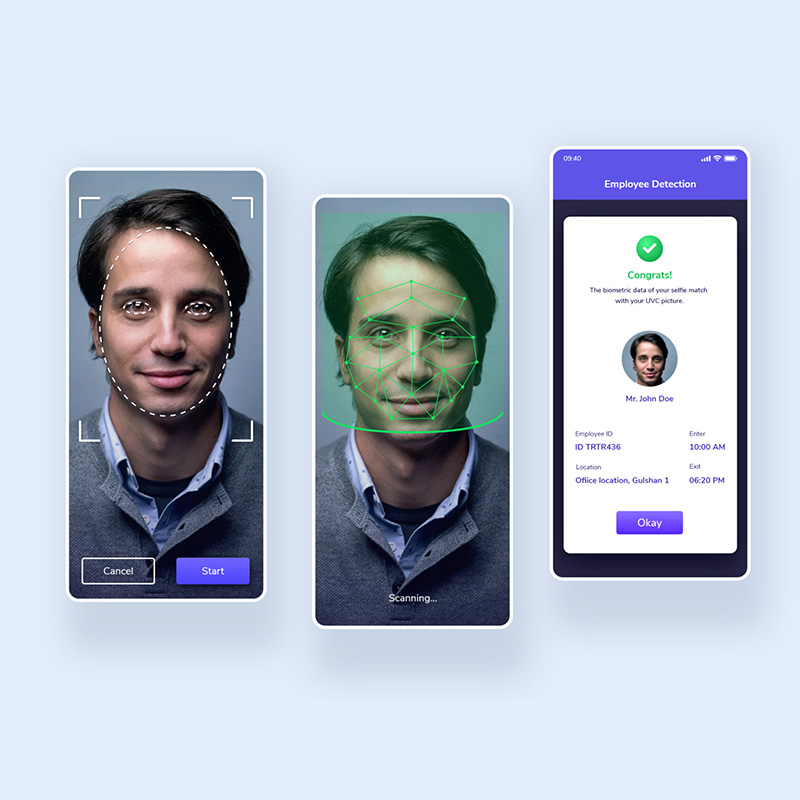 Cancel
Start
Scanning...
09:40
Employee Detection
Congrats!
The biometric data of your selfie match
with your UVC picture.
Mr. John Doe
Employee ID
Enter
ID TRTR436
10:00 AM
Location
Exit
Ofiice location, Gulshan 1
06:20 PM
Okay